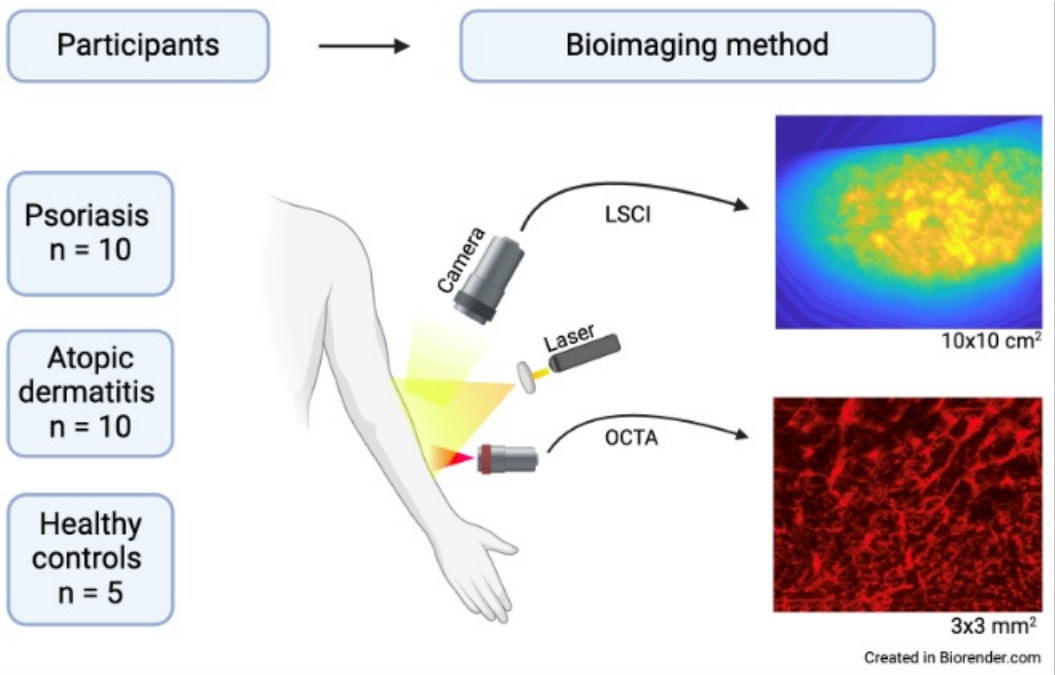 Participants
Bioimaging method
Psoriasis
n = 10
Atopic
dermatitis
n = 10
Healthy
controls
n = 5
Camera
LSCI
Laser
OCTA
10x10 cm²
3x3 mm²
Created in Biorender.com